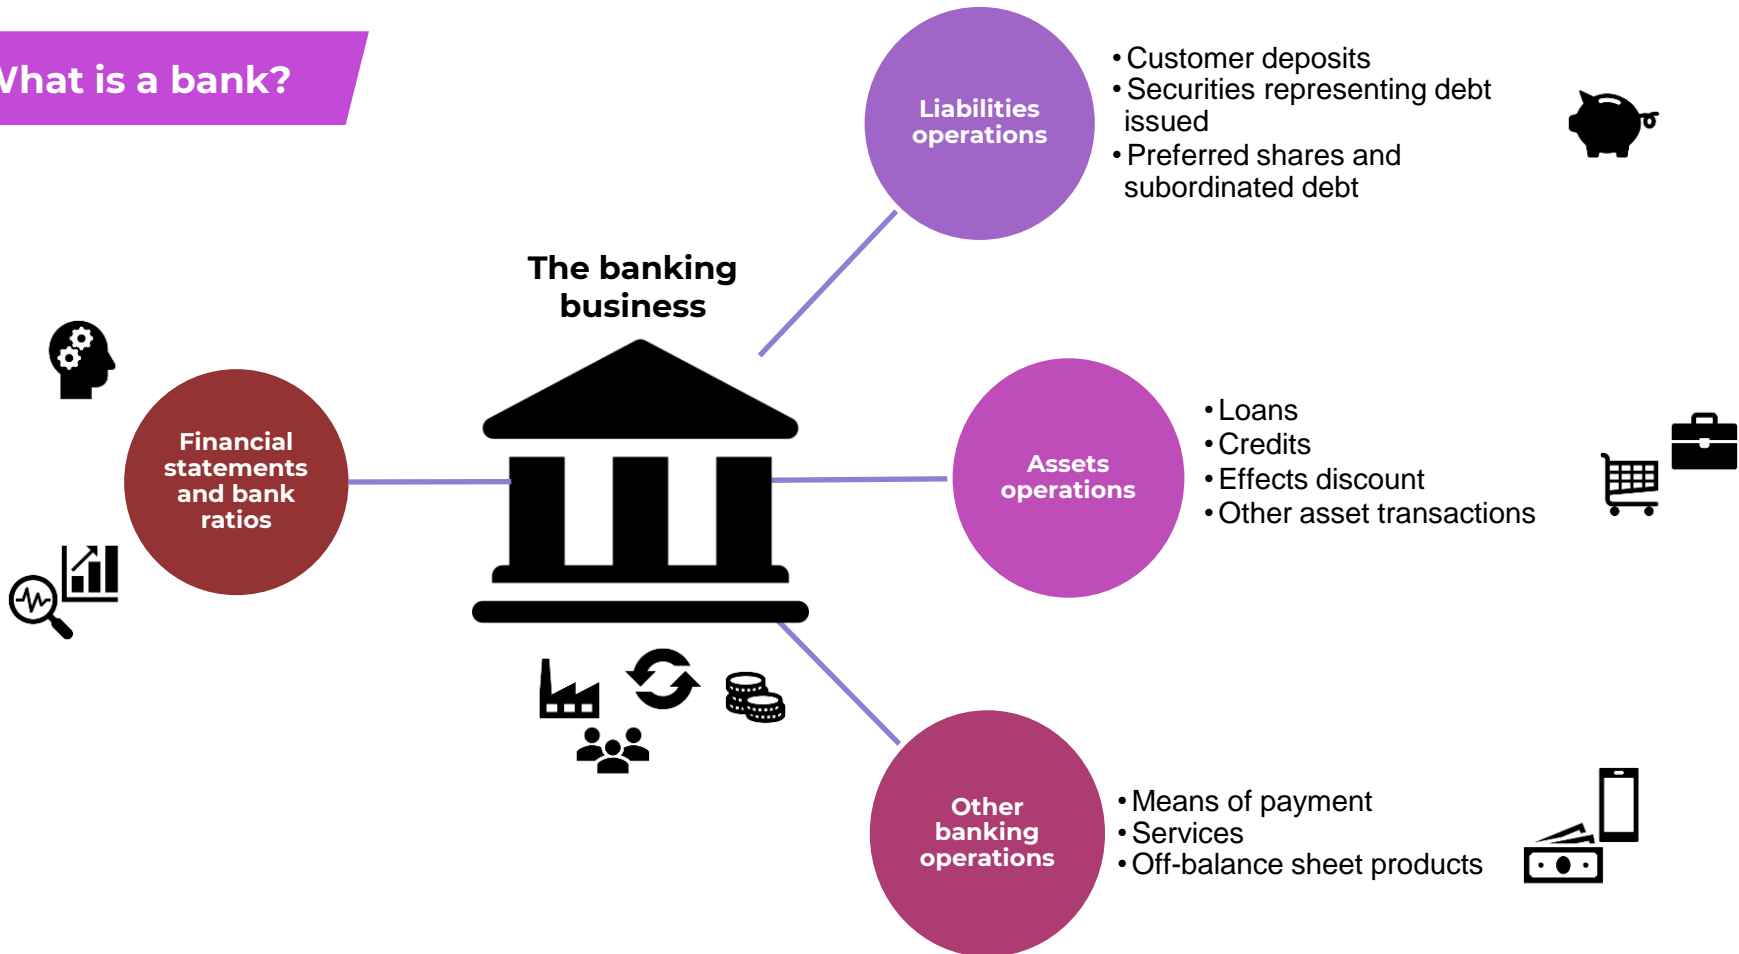 What is a bank?
Liabilities
operations
• Customer deposits
• Securities representing debt
issued
• Preferred shares and
subordinated debt
The banking
business
Financial
statements
and bank
ratios
Assets
operations
• Loans
• Credits
• Effects discount
• Other asset transactions
Other
banking
operations
• Means of payment
• Services
• Off-balance sheet products